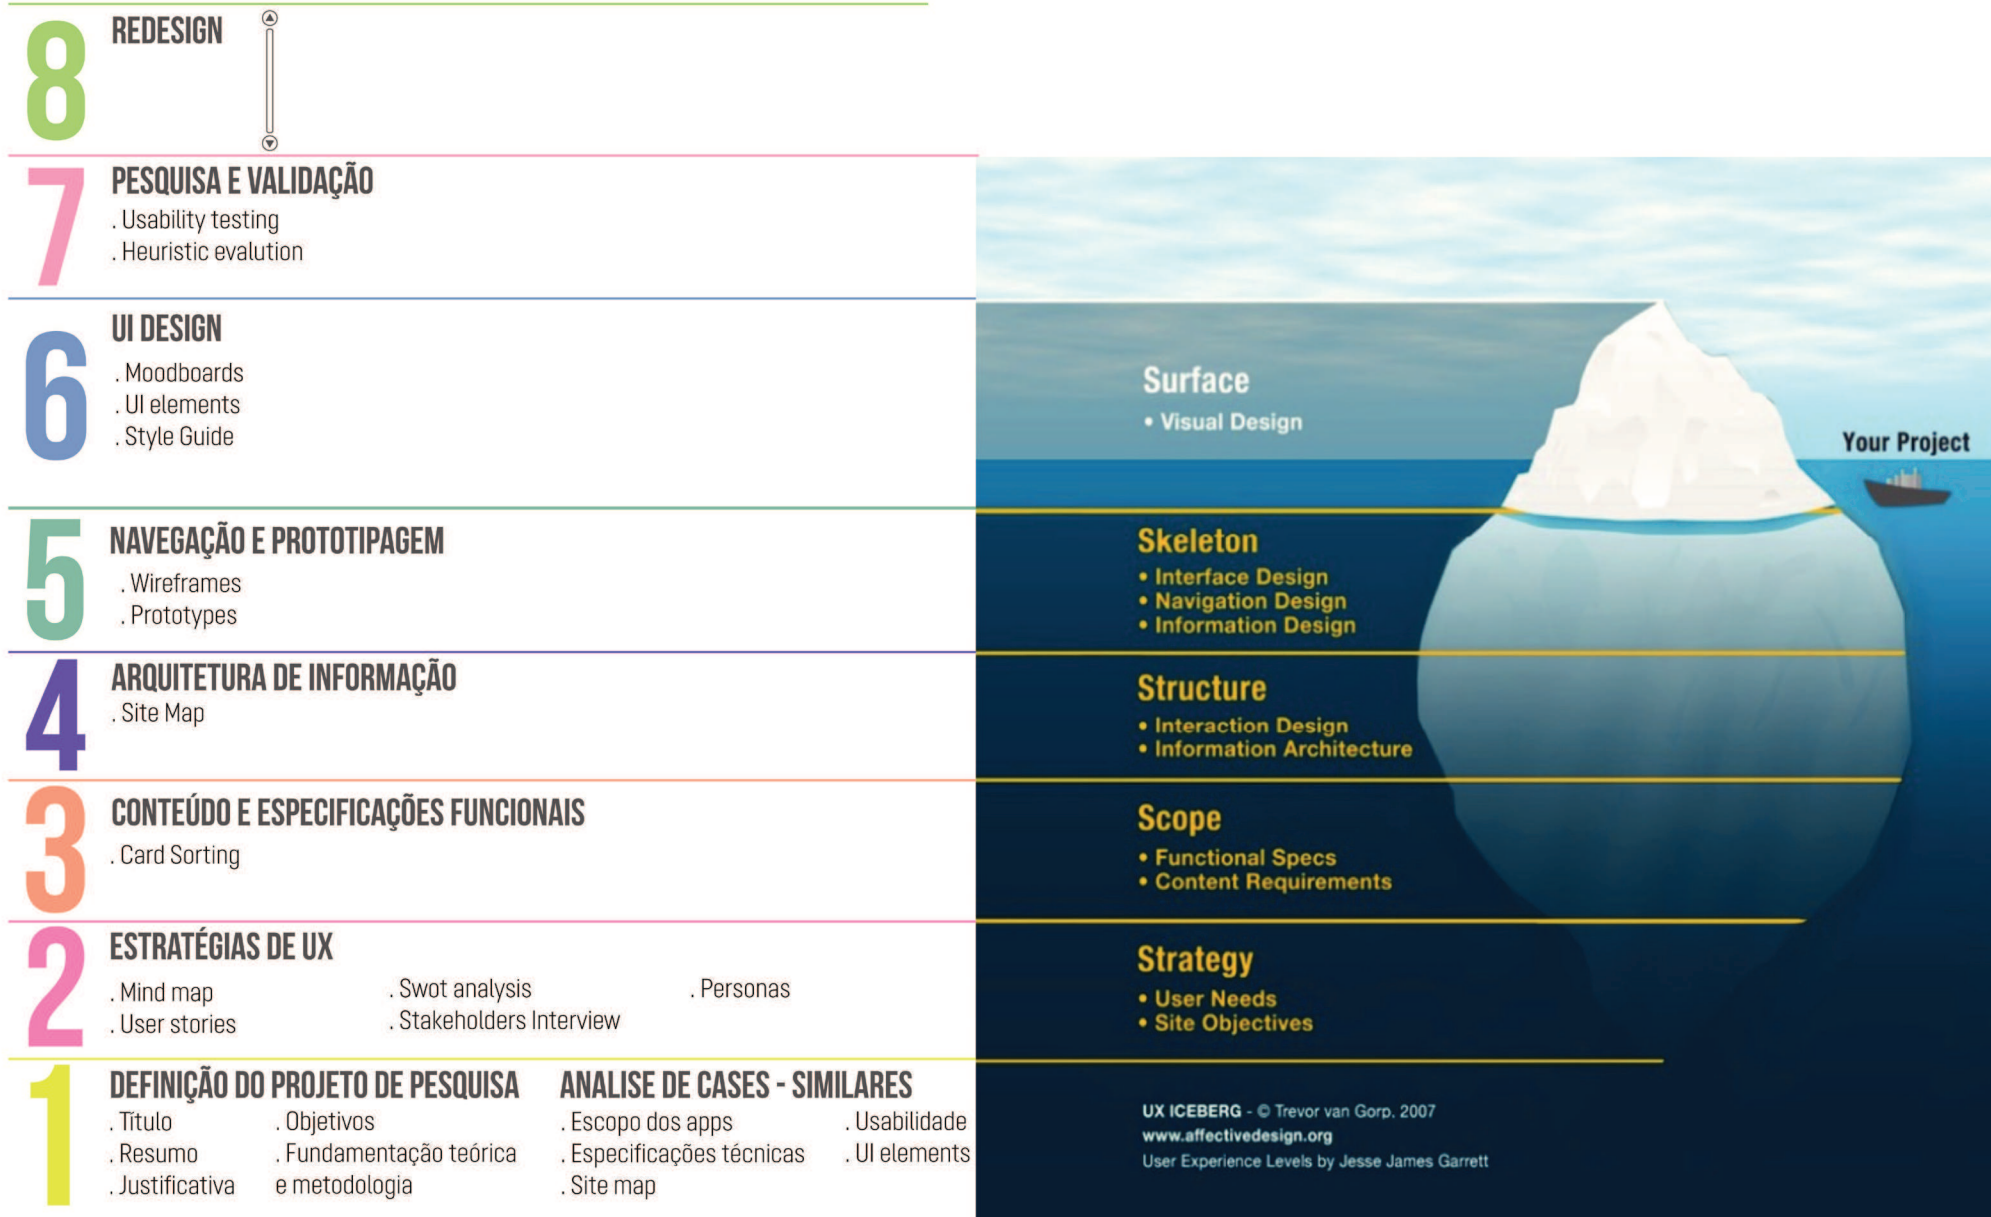 8
REDESIGN
7
PESQUISA E VALIDAÇÃO
. Usability testing
. Heuristic evalution
6
UI DESIGN
. Moodboards
. UI elements
. Style Guide
5
NAVEGAÇÃO E PROTOTIPAGEM
. Wireframes
. Prototypes
4
ARQUITETURA DE INFORMAÇÃO
. Site Map
3
CONTEÚDO E ESPECIFICAÇÕES FUNCIONAIS
. Card Sorting
2
ESTRATÉGIAS DE UX
. Mind map
. User stories
. Swot analysis
. Stakeholders Interview
. Personas
1
DEFINIÇÃO DO PROJETO DE PESQUISA
. Título
. Resumo
. Justificativa
. Objetivos
. Fundamentação teórica
e metodologia
ANALISE DE CASES - SIMILARES
. Escopo dos apps
. Especificações técnicas
. Site map
. Usabilidade
. UI elements
Surface
• Visual Design
Your Project
Skeleton
• Interface Design
• Navigation Design
• Information Design
Structure
• Interaction Design
• Information Architecture
Scope
• Functional Specs
• Content Requirements
Strategy
• User Needs
• Site Objectives
UX ICEBERG - © Trevor van Gorp. 2007
www.affectivedesign.org
User Experience Levels by Jesse James Garrett